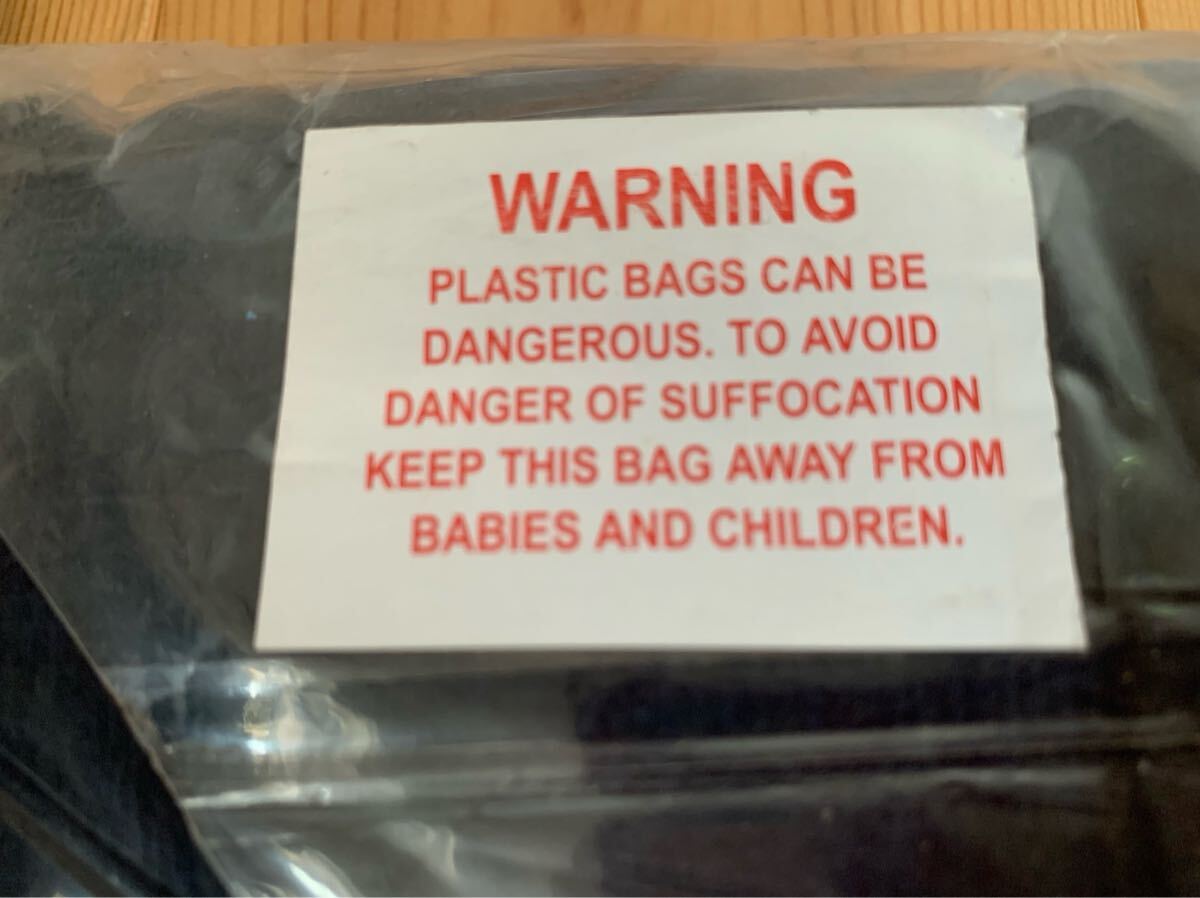 WARNING
PLASTIC BAGS CAN BE
DANGEROUS. TO AVOID
DANGER OF SUFFOCATION
KEEP THIS BAG AWAY FROM
BABIES AND CHILDREN.